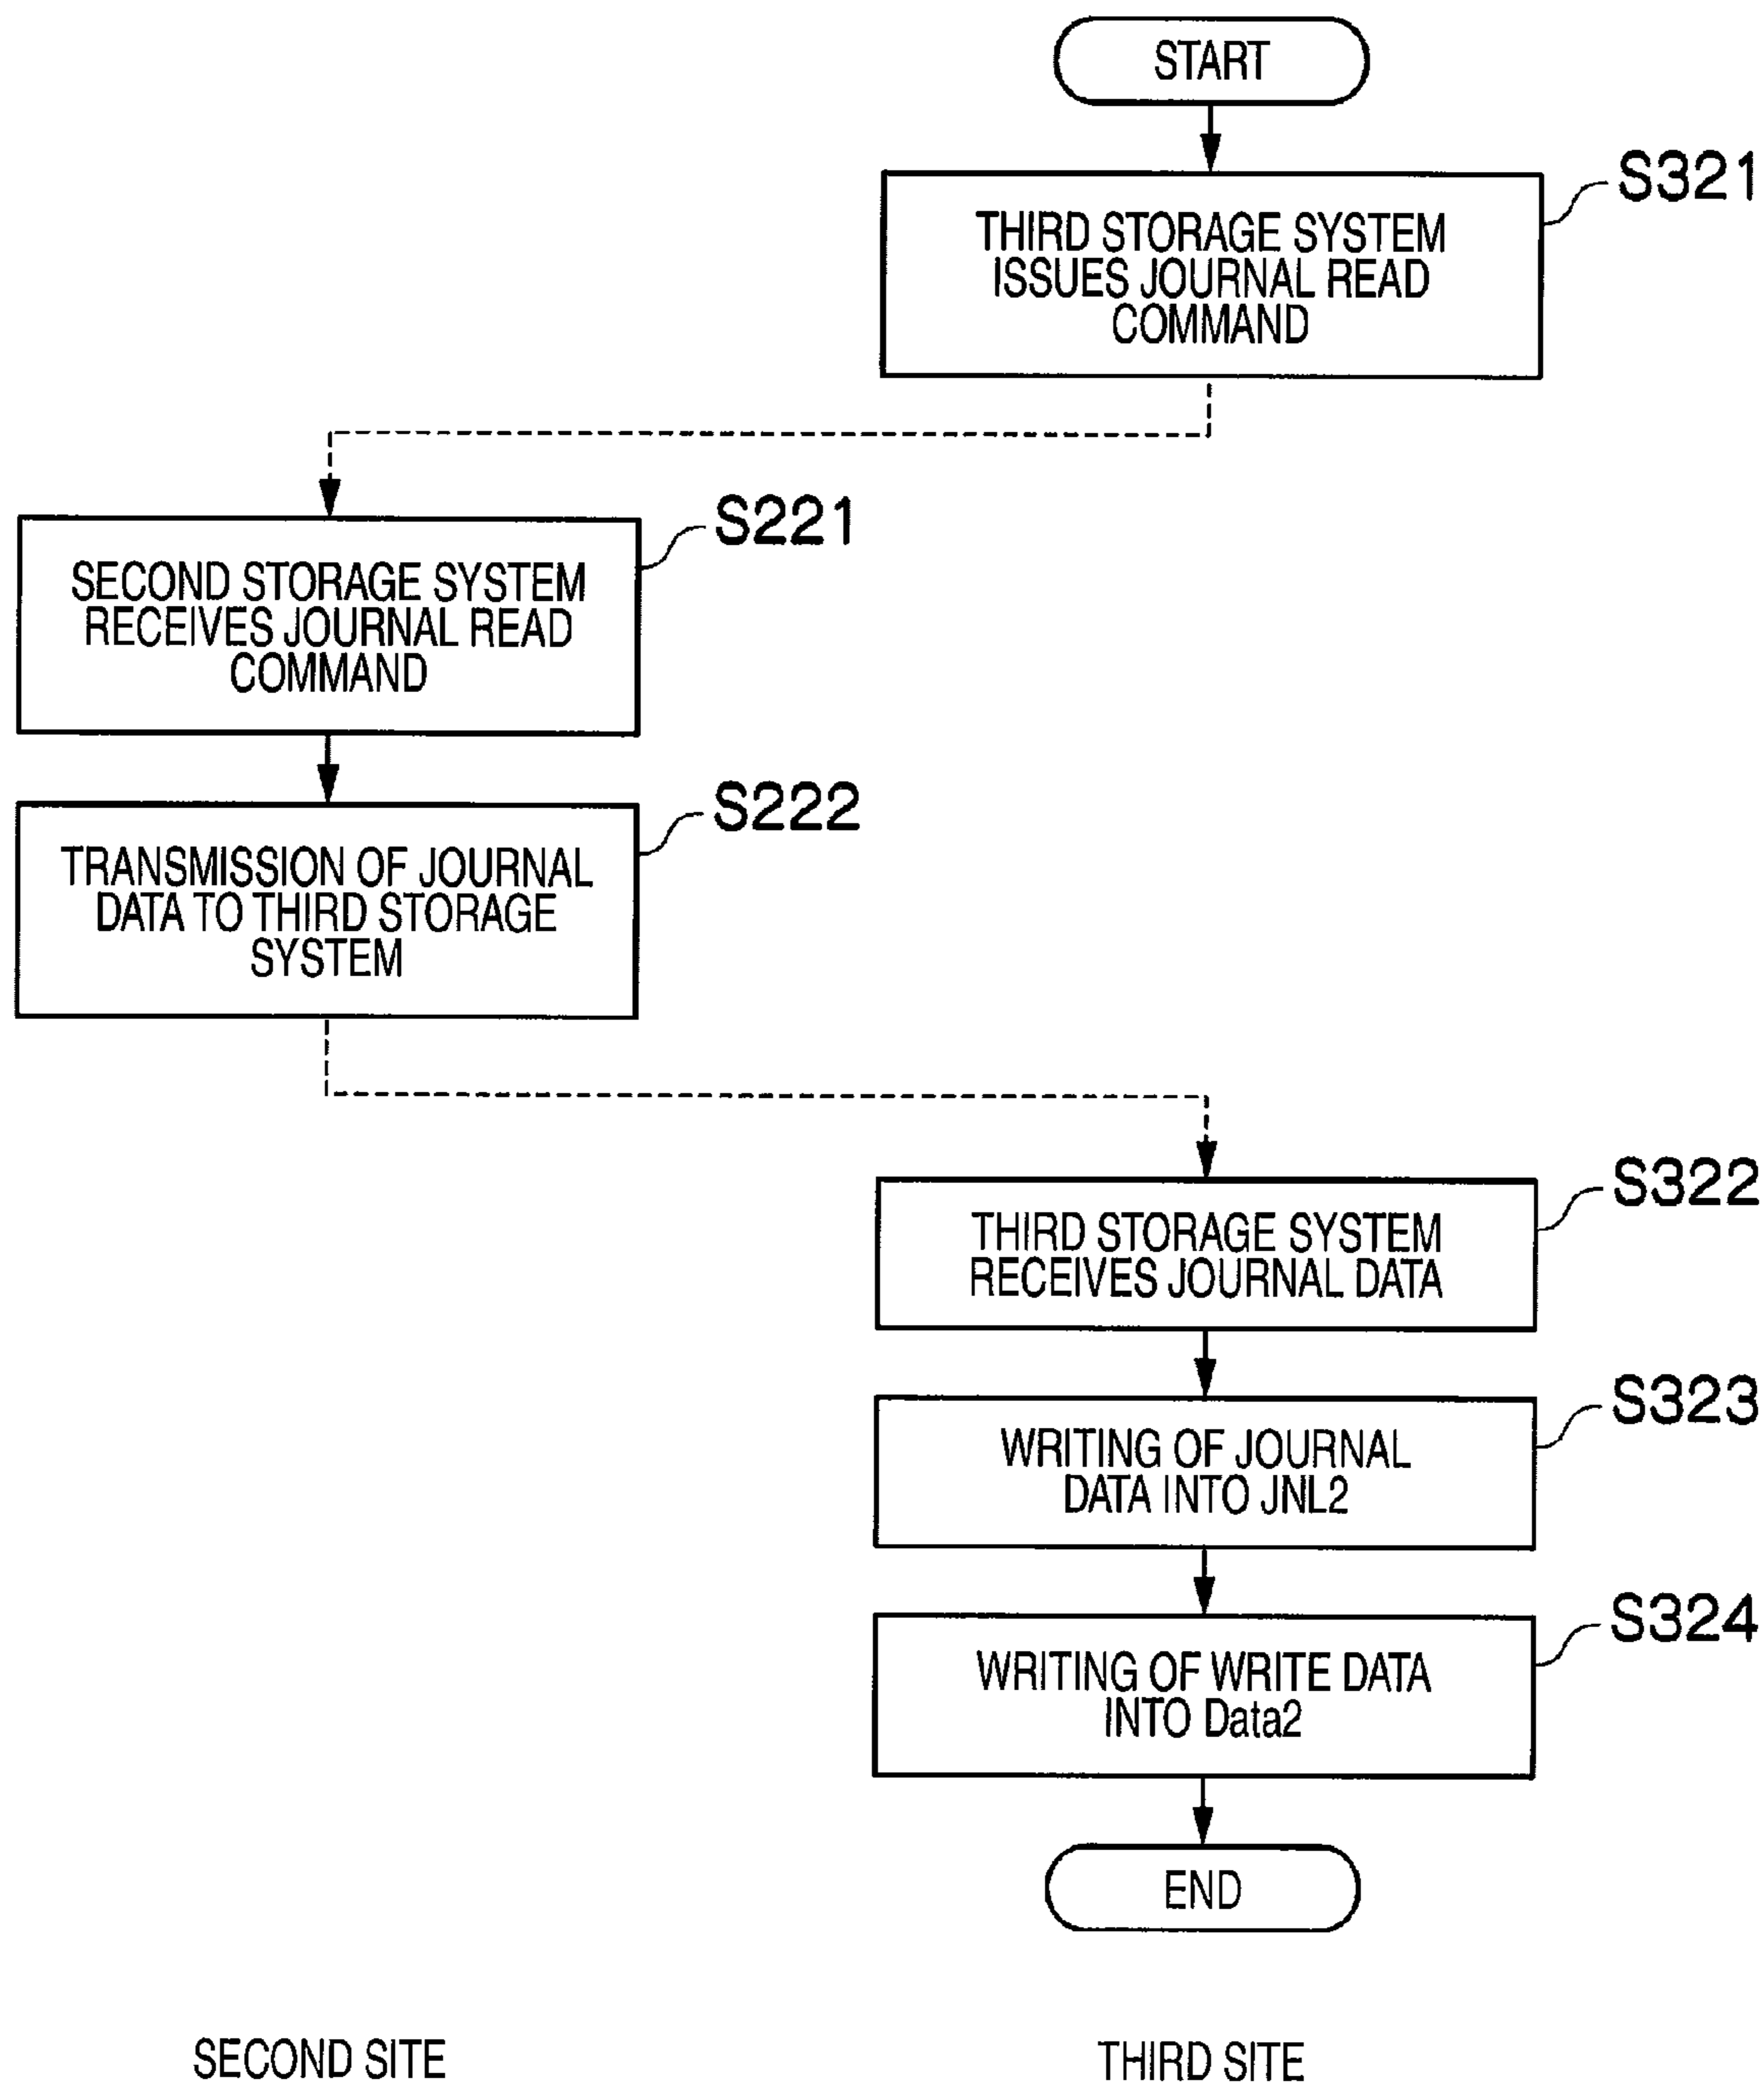 START
S321
THIRD STORAGE SYSTEM
ISSUES JOURNAL READ
COMMAND
S221
SECOND STORAGE SYSTEM
RECEIVES JOURNAL READ
COMMAND
S222
TRANSMISSION OF JOURNAL
DATA TO THIRD STORAGE
SYSTEM
S322
THIRD STORAGE SYSTEM
RECEIVES JOURNAL DATA
S323
WRITING OF JOURNAL
DATA INTO JNL2
S324
WRITING OF WRITE DATA
INTO Data2
END
SECOND SITE
THIRD SITE